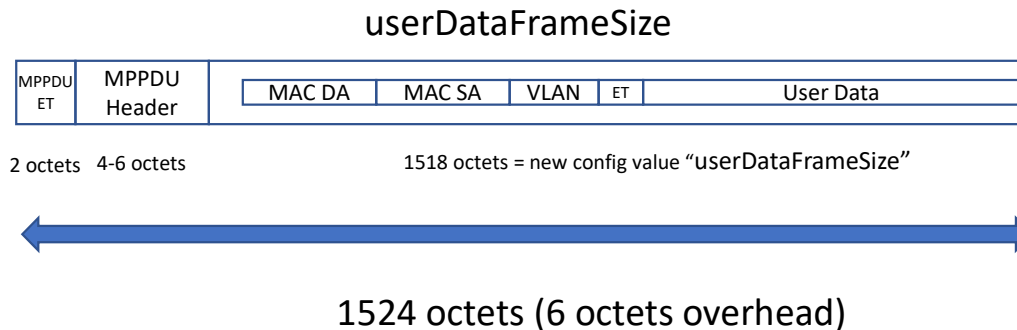 userDataFrameSize
MPPDU ET
MPPDU Header
MAC DA
MAC SA
VLAN
ET
User Data
2 octets
4-6 octets
1518 octets = new config value “userDataFrameSize”
1524 octets (6 octets overhead)